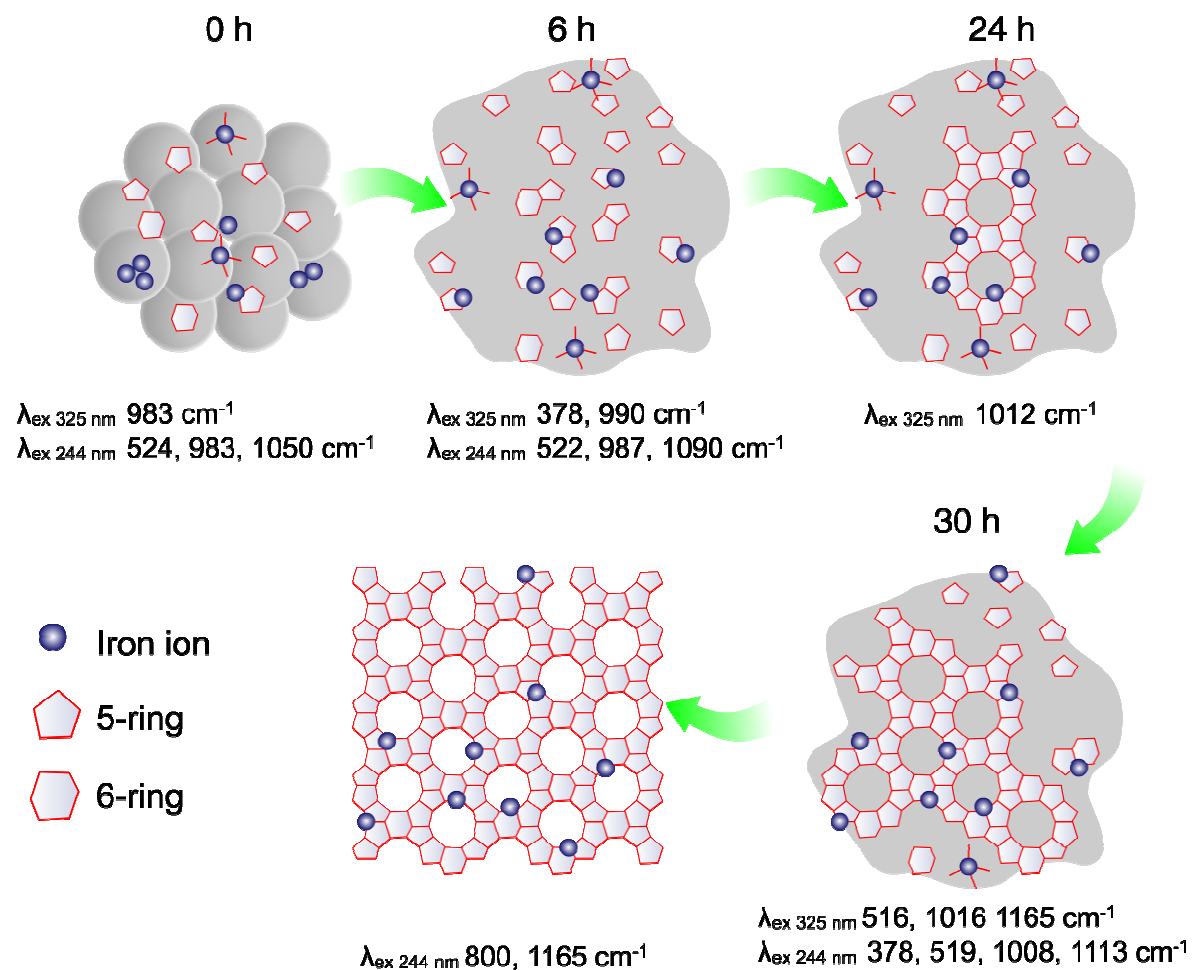 0 h
6 h
24 h
λex 325 nm 983 cm-1
λex 244 nm 524, 983, 1050 cm-1
λex 325 nm 378, 990 cm-1
λex 244 nm 522, 987, 1090 cm-1
λex 325 nm 1012 cm-1
30 h
Iron ion
5-ring
6-ring
λex 244 nm 800, 1165 cm-1
λex 325 nm 516, 1016 1165 cm-1
λex 244 nm 378, 519, 1008, 1113 cm-1